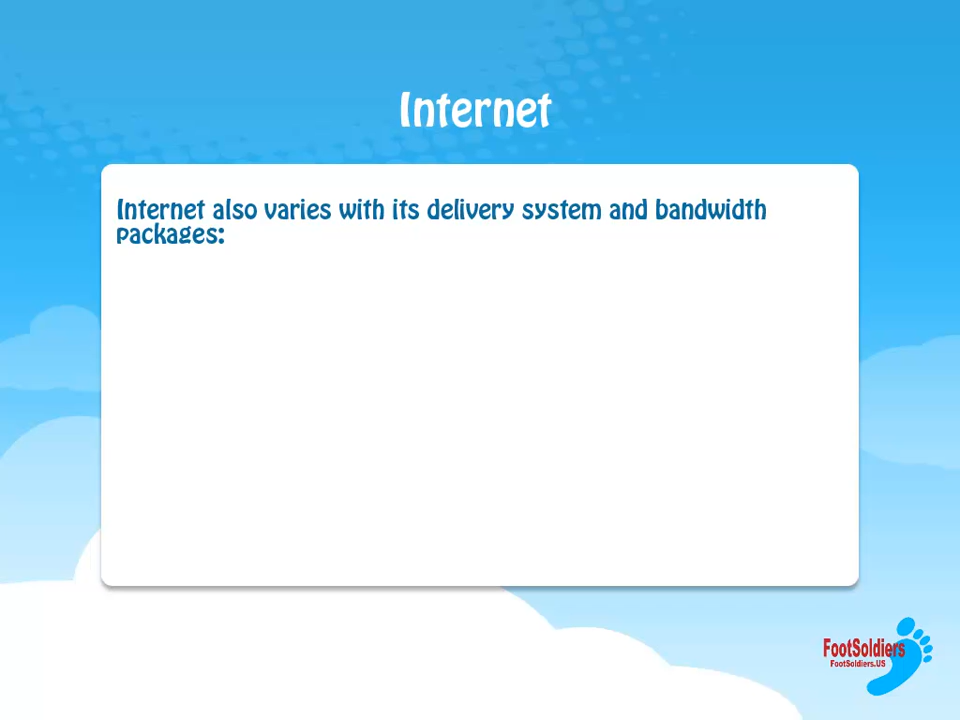 Internet
Internet also varies with its delivery system and bandwidth
packages:
FootSoldiers
FootSoldiers.US